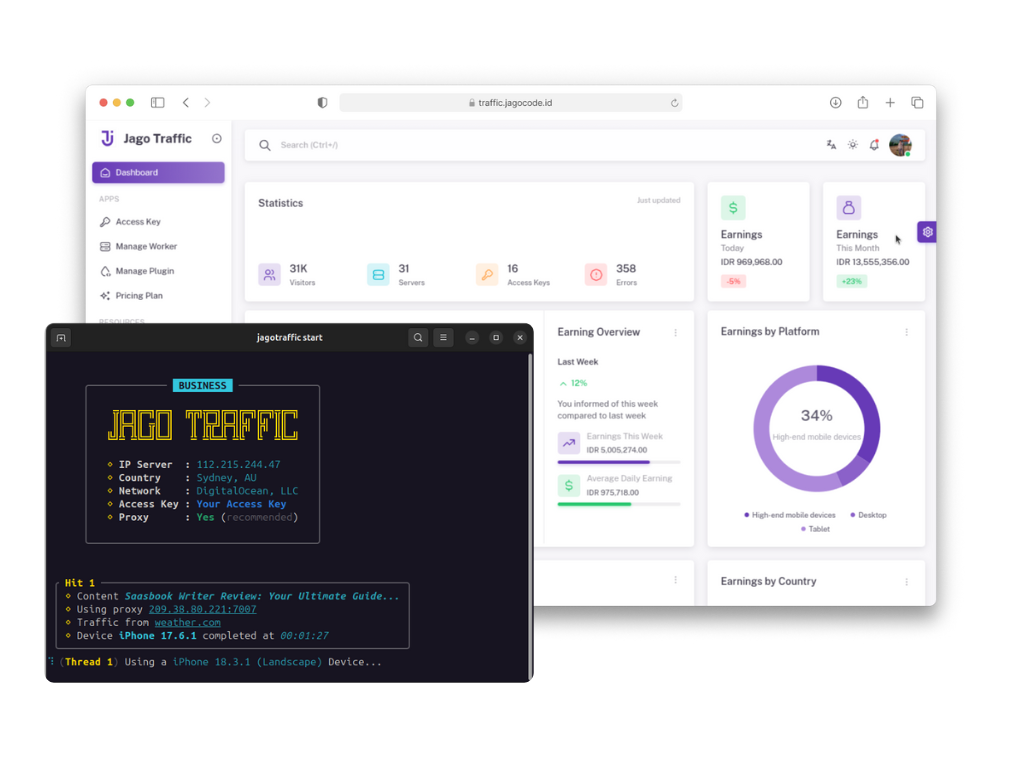 traffic.jagocode.id
Jago Traffic
Search (Ctrl+/)
Dashboard
APPS
Access Key
Manage Worker
Manage Plugin
Pricing Plan
RESOURCES
Statistics
Just updated
31K
Visitors
31
Servers
16
Access Keys
358
Errors
$
Earnings
Today
IDR 969,968.00
-5%
Earnings
This Month
IDR 13,555,356.00
+23%
Earning Overview
Last Week
12%
You informed of this week
compared to last week
Earnings This Week
IDR 5,005,274.00
$
Average Daily Earning
IDR 975,718.00
Earnings by Platform
34%
High-end mobile devices
High-end mobile devices
Desktop
Tablet
Earnings by Country
jagotraffic start
BUSINESS
JAGO TRAFFIC
IP Server : 112.215.244.47
Country : Sydney, AU
Network : DigitalOcean, LLC
Access Key : Your Access Key
Proxy : Yes (recommended)
Hit 1
Content Saasbook Writer Review: Your Ultimate Guide...
Using proxy 209.38.80.221:7007
Traffic from weather.com
Device iPhone 17.6.1 completed at 00:01:27
(Thread 1) Using a iPhone 18.3.1 (Landscape) Device...